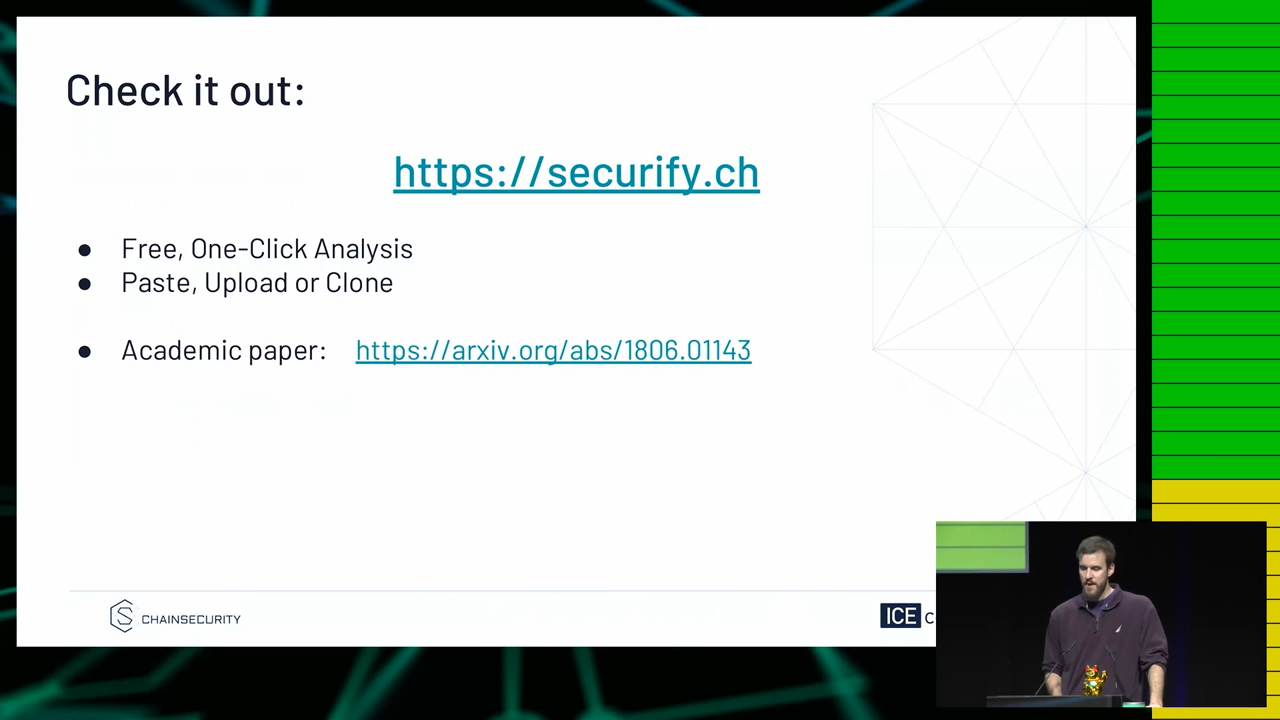 Check it out:
https://securify.ch
● Free, One-Click Analysis
● Paste, Upload or Clone
● Academic paper: https://arxiv.org/abs/1806.01143
CHAINSECURITY
ICE